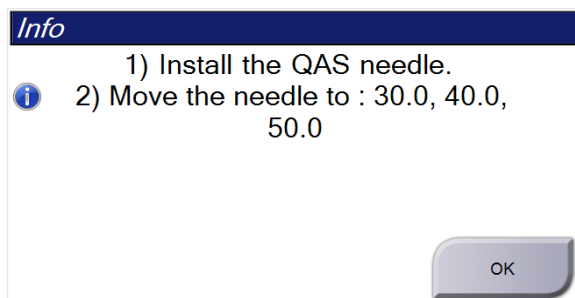 Info
1) Install the QAS needle.
2) Move the needle to : 30.0, 40.0,
50.0
OK